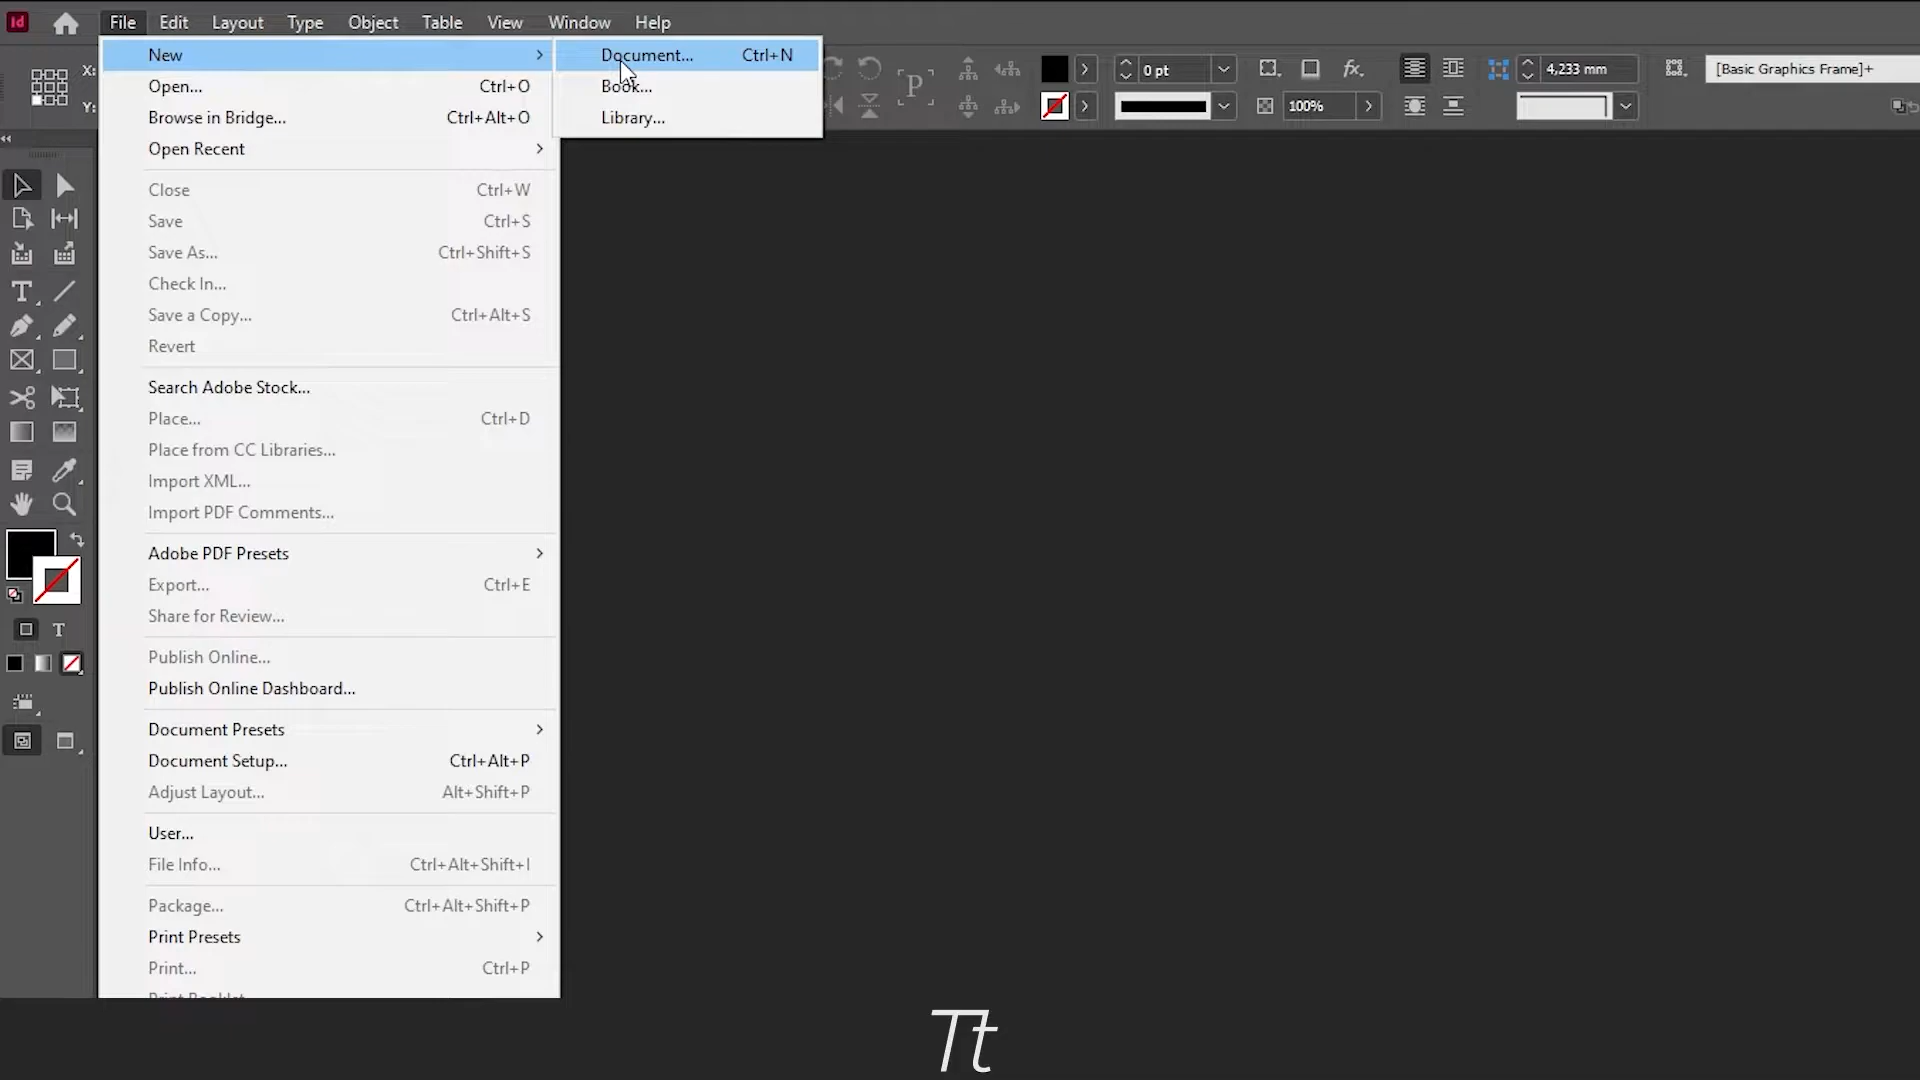 Id
File Edit Layout Type Object Table View Window Help
X:
Y:
0 pt
100%
P
fx.
4,233 mm
[Basic Graphics Frame]+
New
Open... Ctrl+O
Browse in Bridge... Ctrl+Alt+O
Open Recent
Document... Ctrl+N
Book...
Library...
Close Ctrl+W
Save Ctrl+S
Save As... Ctrl+Shift+S
Check In...
Save a Copy... Ctrl+Alt+S
Revert
Search Adobe Stock...
Place... Ctrl+D
Place from CC Libraries...
Import XML...
Import PDF Comments...
Adobe PDF Presets
Export... Ctrl+E
Share for Review...
Publish Online...
Publish Online Dashboard...
Document Presets
Document Setup... Ctrl+Alt+P
Adjust Layout... Alt+Shift+P
User...
File Info... Ctrl+Alt+Shift+I
Package... Ctrl+Alt+Shift+P
Print Presets
Print... Ctrl+P
T
T
Tt